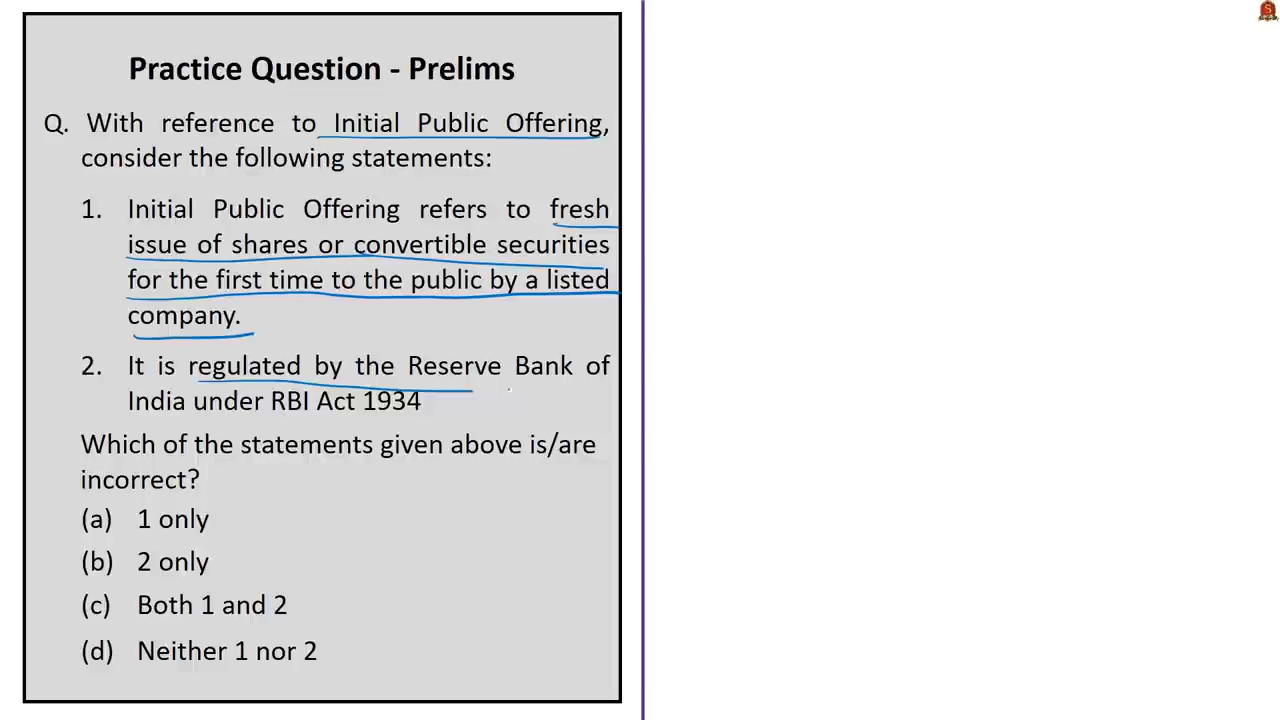 Practice Question - Prelims
Q. With reference to Initial Public Offering,
consider the following statements:
1. Initial Public Offering refers to fresh
issue of shares or convertible securities
for the first time to the public by a listed
company.
2. It is regulated by the Reserve Bank of
India under RBI Act 1934
Which of the statements given above is/are
incorrect?
(a) 1 only
(b) 2 only
(c) Both 1 and 2
(d) Neither 1 nor 2